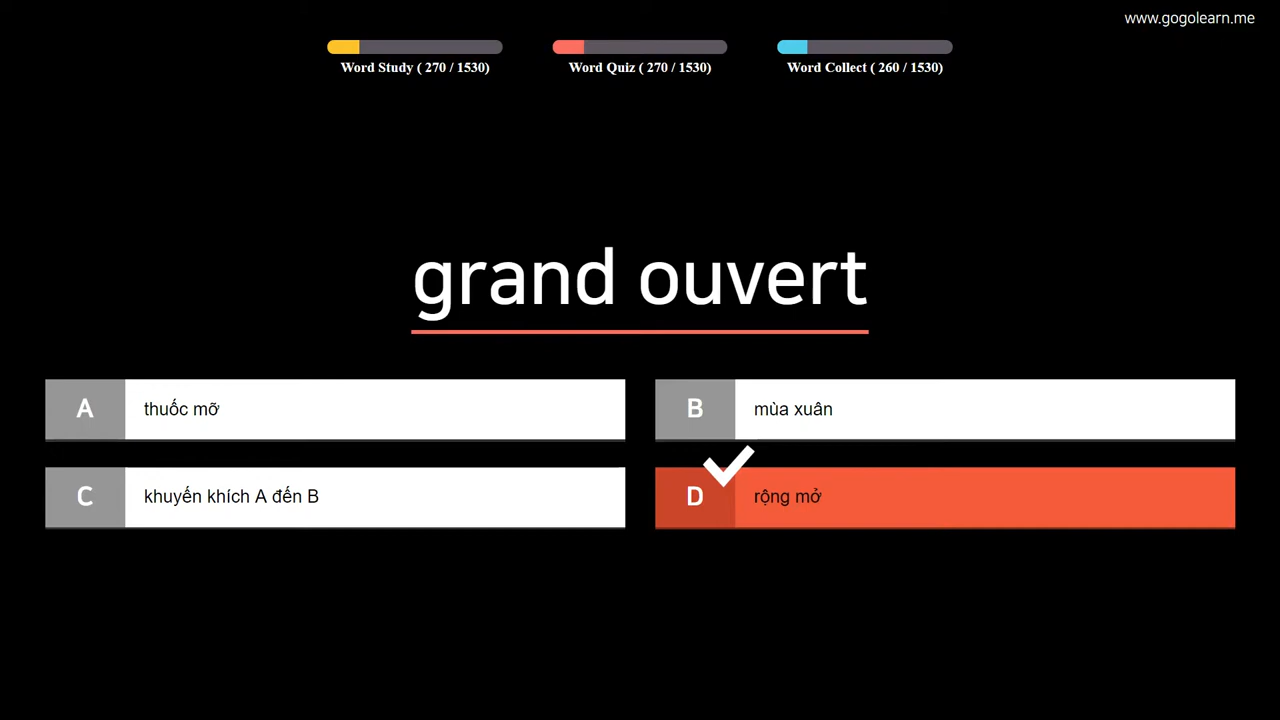 www.gogolearn.me
Word Study ( 270 / 1530)
Word Quiz ( 270 / 1530)
Word Collect ( 260 / 1530)
grand ouvert
A thuốc mỡ
B mùa xuân
C khuyến khích A đến B
D rộng mở